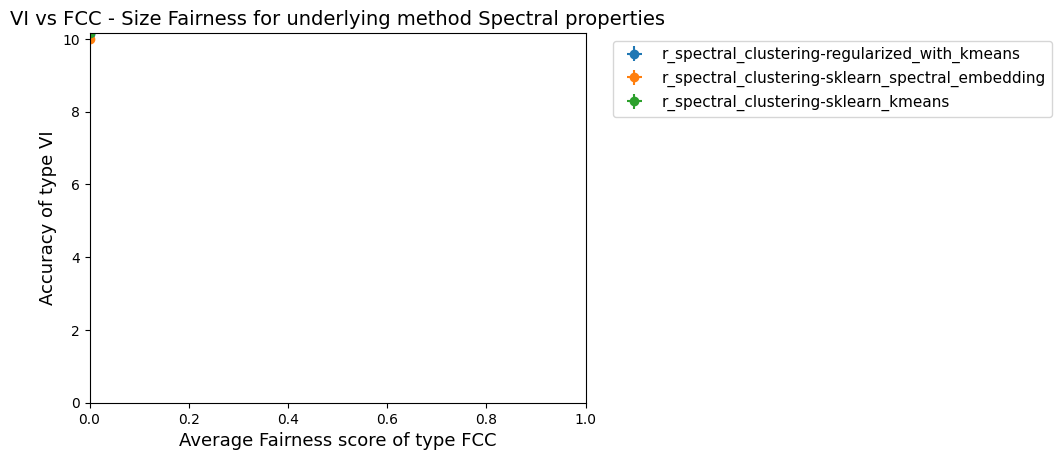 VI vs FCC - Size Fairness for underlying method Spectral properties
r_spectral_clustering-regularized_with_kmeans
r_spectral_clustering-sklearn_spectral_embedding
r_spectral_clustering-sklearn_kmeans
Accuracy of type VI
10
8
6
4
2
0
0.0 0.2 0.4 0.6 0.8 1.0
Average Fairness score of type FCC